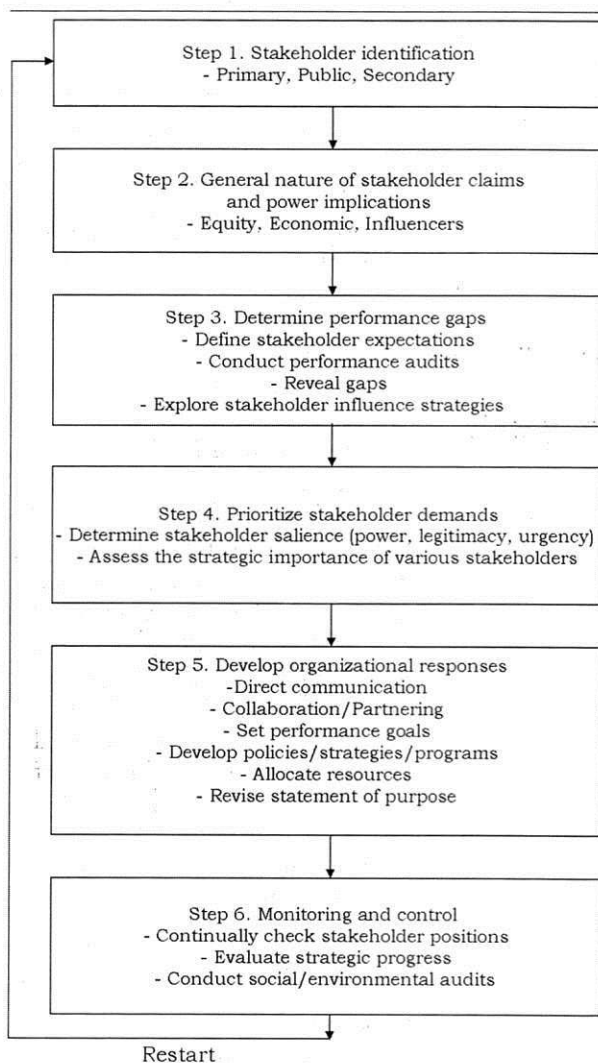 Step 1. Stakeholder identification
- Primary, Public, Secondary
Step 2. General nature of stakeholder claims
and power implications
- Equity, Economic, Influencers
Step 3. Determine performance gaps
- Define stakeholder expectations
- Conduct performance audits
- Reveal gaps
- Explore stakeholder influence strategies
Step 4. Prioritize stakeholder demands
- Determine stakeholder salience (power, legitimacy, urgency)
- Assess the strategic importance of various stakeholders
Step 5. Develop organizational responses
-Direct communication
- Collaboration/Partnering
- Set performance goals
- Develop policies/strategies/programs
- Allocate resources
- Revise statement of purpose
Step 6. Monitoring and control
- Continually check stakeholder positions
- Evaluate strategic progress
- Conduct social/environmental audits
Restart